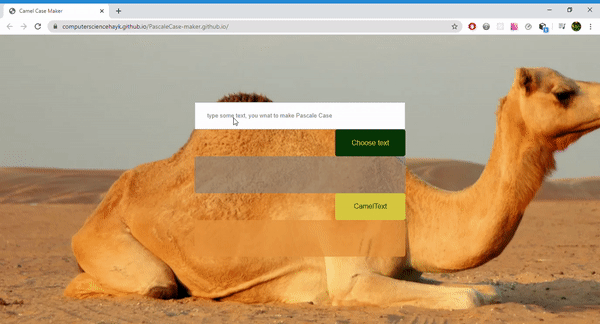 Camel Case Maker
computersciencehayk.github.io/PascaleCase-maker.github.io/
type some text, you wnat to make Pascale Case
Choose text
CamelText